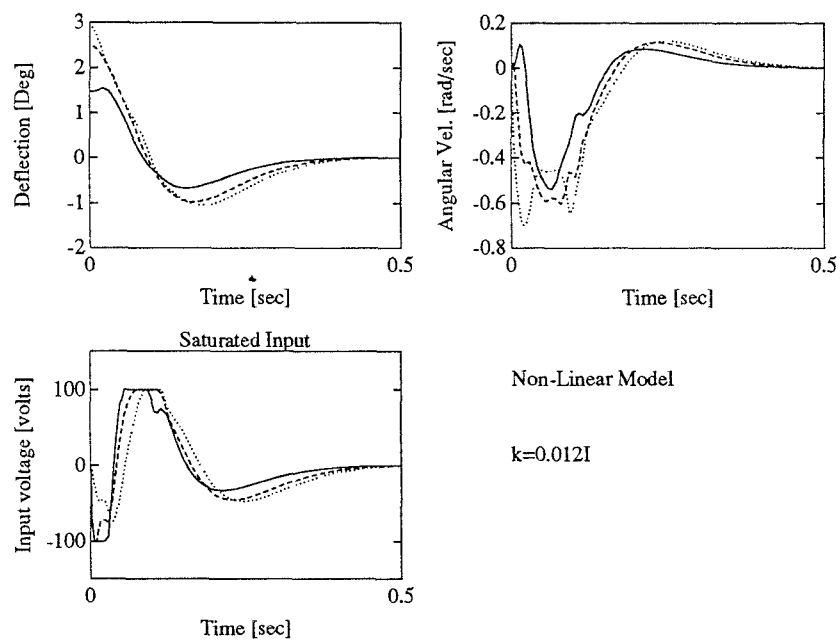 3
2
1
0
-1
-2
Deflection [Deg]
0
0.5
Time [sec]
0.2
0
-0.2
-0.4
-0.6
-0.8
Angular Vel. [rad/sec]
0
0.5
Time [sec]
Saturated Input
100
0
-100
Input voltage [volts]
0
0.5
Time [sec]
Non-Linear Model
k=0.012I